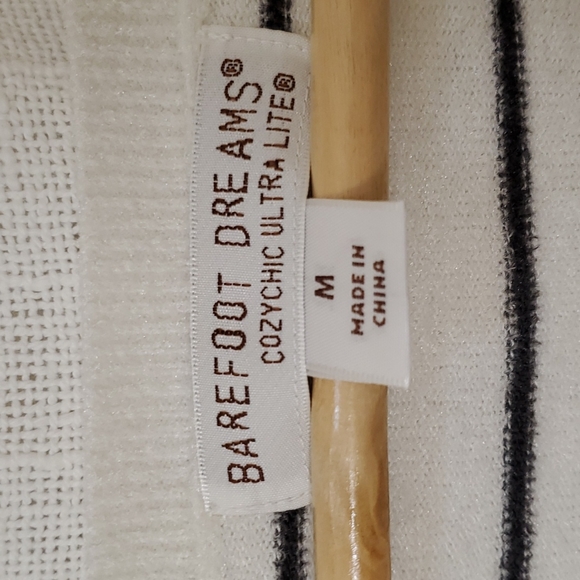 BAREFOOT DREAMS®
COZYCHIC ULTRA LITE®
M
MADE IN
CHINA